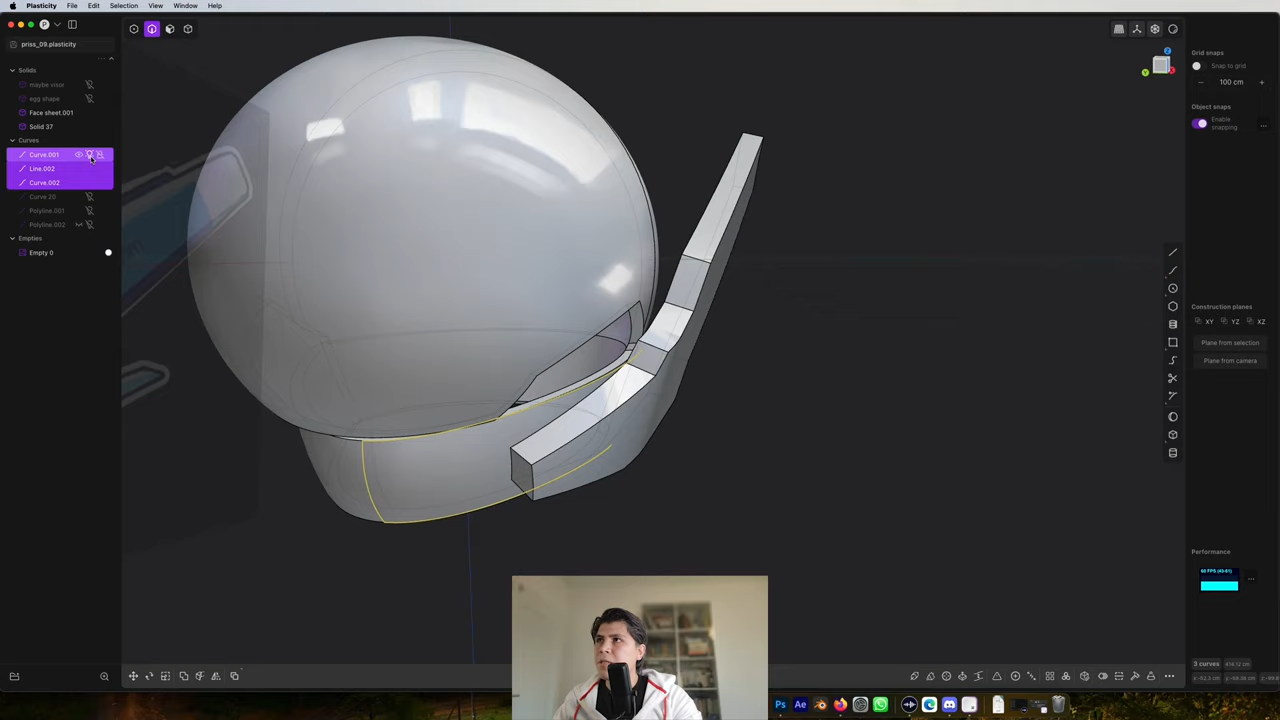 Plasticity File Edit Selection View Window Help
P
priss_09.plasticity
Solids
maybe visor
egg shape
Face sheet.001
Solid 37
Curves
Curve.001
Line.002
Curve.002
Curve 20
Polyline.001
Polyline.002
Empties
Empty 0
Z
Y
X
Grid snaps
Snap to grid
− 100 cm +
Object snaps
Enable
snapping
Construction planes
XY YZ XZ
Plane from selection
Plane from camera
Performance
3 curves
Ps Ae